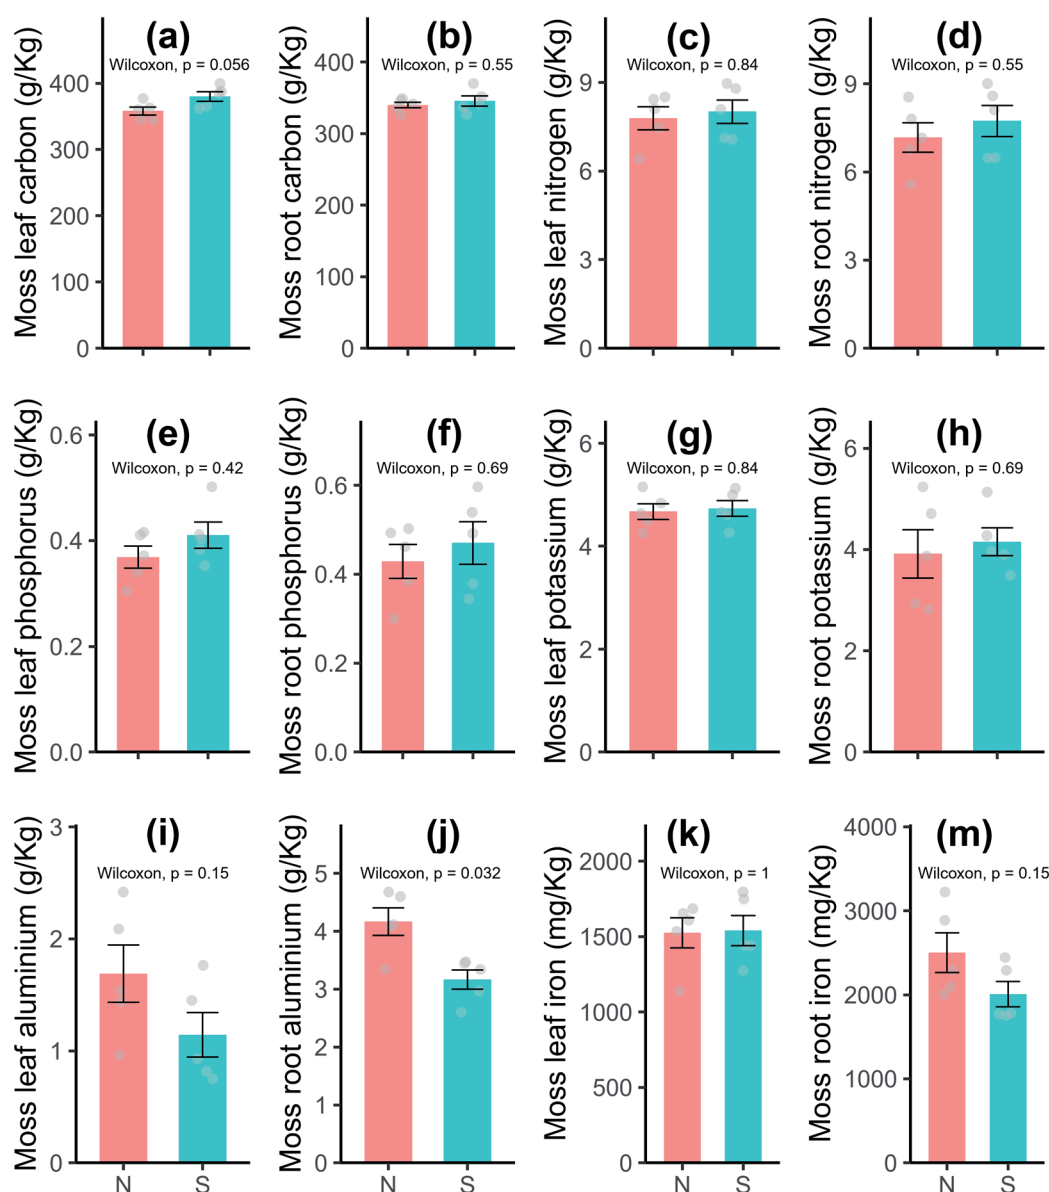 (a)
Wilcoxon, p = 0.056
Moss leaf carbon (g/Kg)
400
300
200
100
0
(b)
Wilcoxon, p = 0.55
Moss root carbon (g/Kg)
400
300
200
100
0
(c)
Wilcoxon, p = 0.84
Moss leaf nitrogen (g/Kg)
9
6
3
0
(d)
Wilcoxon, p = 0.55
Moss root nitrogen (g/Kg)
9
6
3
0
(e)
Wilcoxon, p = 0.42
Moss leaf phosphorus (g/Kg)
0.6
0.4
0.2
0.0
(f)
Wilcoxon, p = 0.69
Moss root phosphorus (g/Kg)
0.6
0.4
0.2
0.0
(g)
Wilcoxon, p = 0.84
Moss leaf potassium (g/Kg)
6
4
2
0
(h)
Wilcoxon, p = 0.69
Moss root potassium (g/Kg)
6
4
2
0
(i)
Wilcoxon, p = 0.15
Moss leaf aluminium (g/Kg)
3
2
1
0
N S
(j)
Wilcoxon, p = 0.032
Moss root aluminium (g/Kg)
5
4
3
2
1
0
N S
(k)
Wilcoxon, p = 1
Moss leaf iron (mg/Kg)
2000
1500
1000
500
0
N S
(m)
Wilcoxon, p = 0.15
Moss root iron (mg/Kg)
4000
3000
2000
1000
0
N S